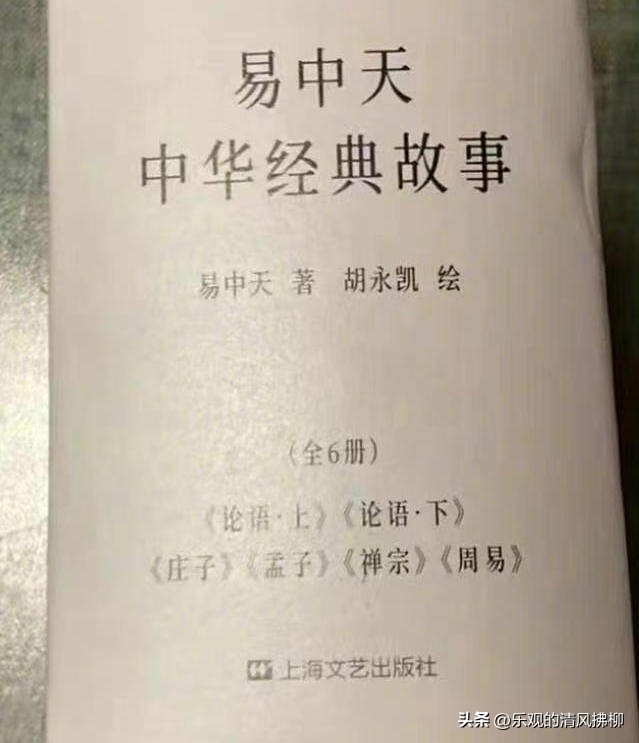 易中天
中华经典故事
易中天 著 胡永凯 绘
（全6册）
《论语·上》《论语·下》
《庄子》《孟子》《禅宗》《周易》
上海文艺出版社
头条 @乐观的清风拂柳